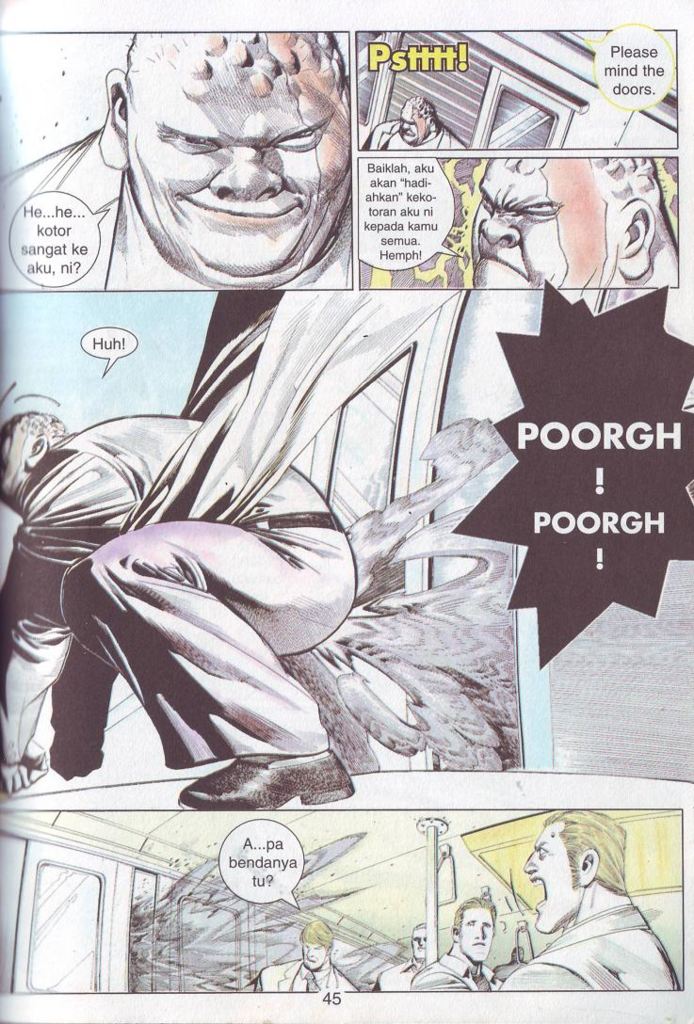 He...he...
kotor
sangat ke
aku, ni?
Pstttt!
Please
mind the
doors.
Baiklah, aku
akan "hadi-
ahkan" keko-
toran aku ni
kepada kamu
semua.
Hemph!
Huh!
POORGH
!
POORGH
!
A...pa
bendanya
tu?
45